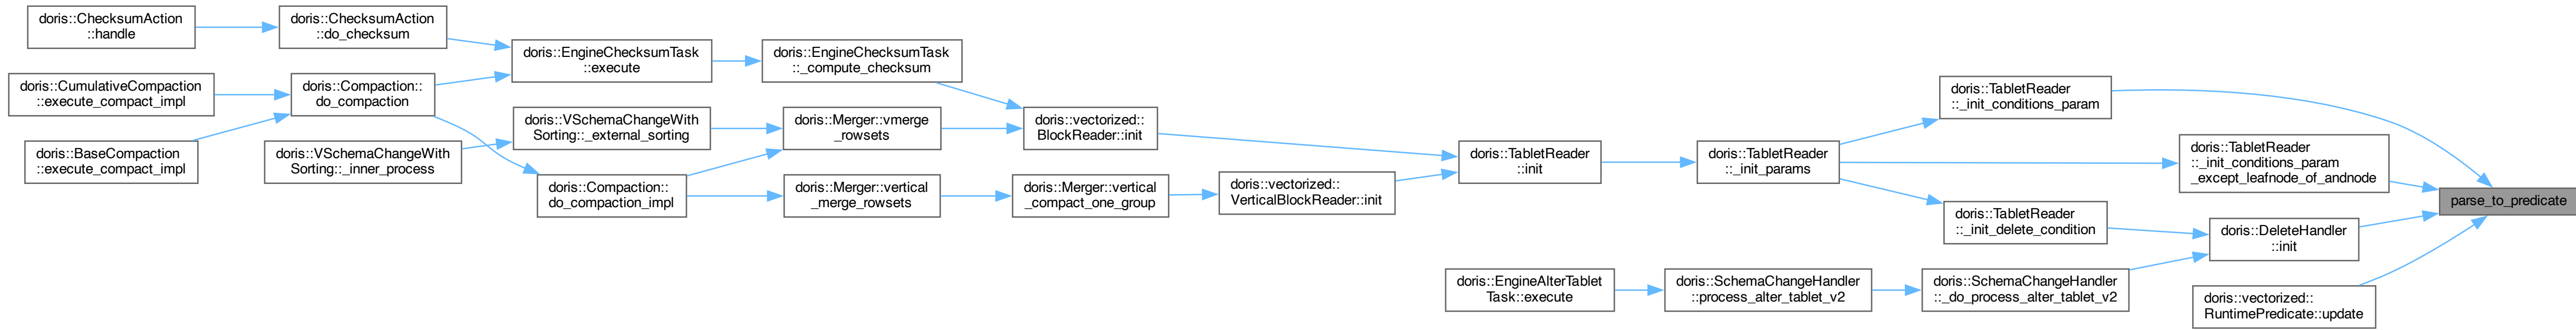 doris::ChecksumAction
::handle
doris::ChecksumAction
::do_checksum
doris::EngineChecksumTask
::execute
doris::EngineChecksumTask
::_compute_checksum
doris::CumulativeCompaction
::execute_compact_impl
doris::Compaction::
do_compaction
doris::BaseCompaction
::execute_compact_impl
doris::VSchemaChangeWith
Sorting::_inner_process
doris::VSchemaChangeWith
Sorting::_external_sorting
doris::Merger::vmerge
_rowsets
doris::vectorized::
BlockReader::init
doris::Compaction::
do_compaction_impl
doris::Merger::vertical
_merge_rowsets
doris::Merger::vertical
_compact_one_group
doris::vectorized::
VerticalBlockReader::init
doris::TabletReader
::init
doris::TabletReader
::_init_params
doris::TabletReader
::_init_conditions_param
doris::TabletReader
::_init_conditions_param
_except_leafnode_of_andnode
doris::TabletReader
::_init_delete_condition
doris::DeleteHandler
::init
parse_to_predicate
doris::EngineAlterTablet
Task::execute
doris::SchemaChangeHandler
::process_alter_tablet_v2
doris::SchemaChangeHandler
::_do_process_alter_tablet_v2
doris::vectorized::
RuntimePredicate::update